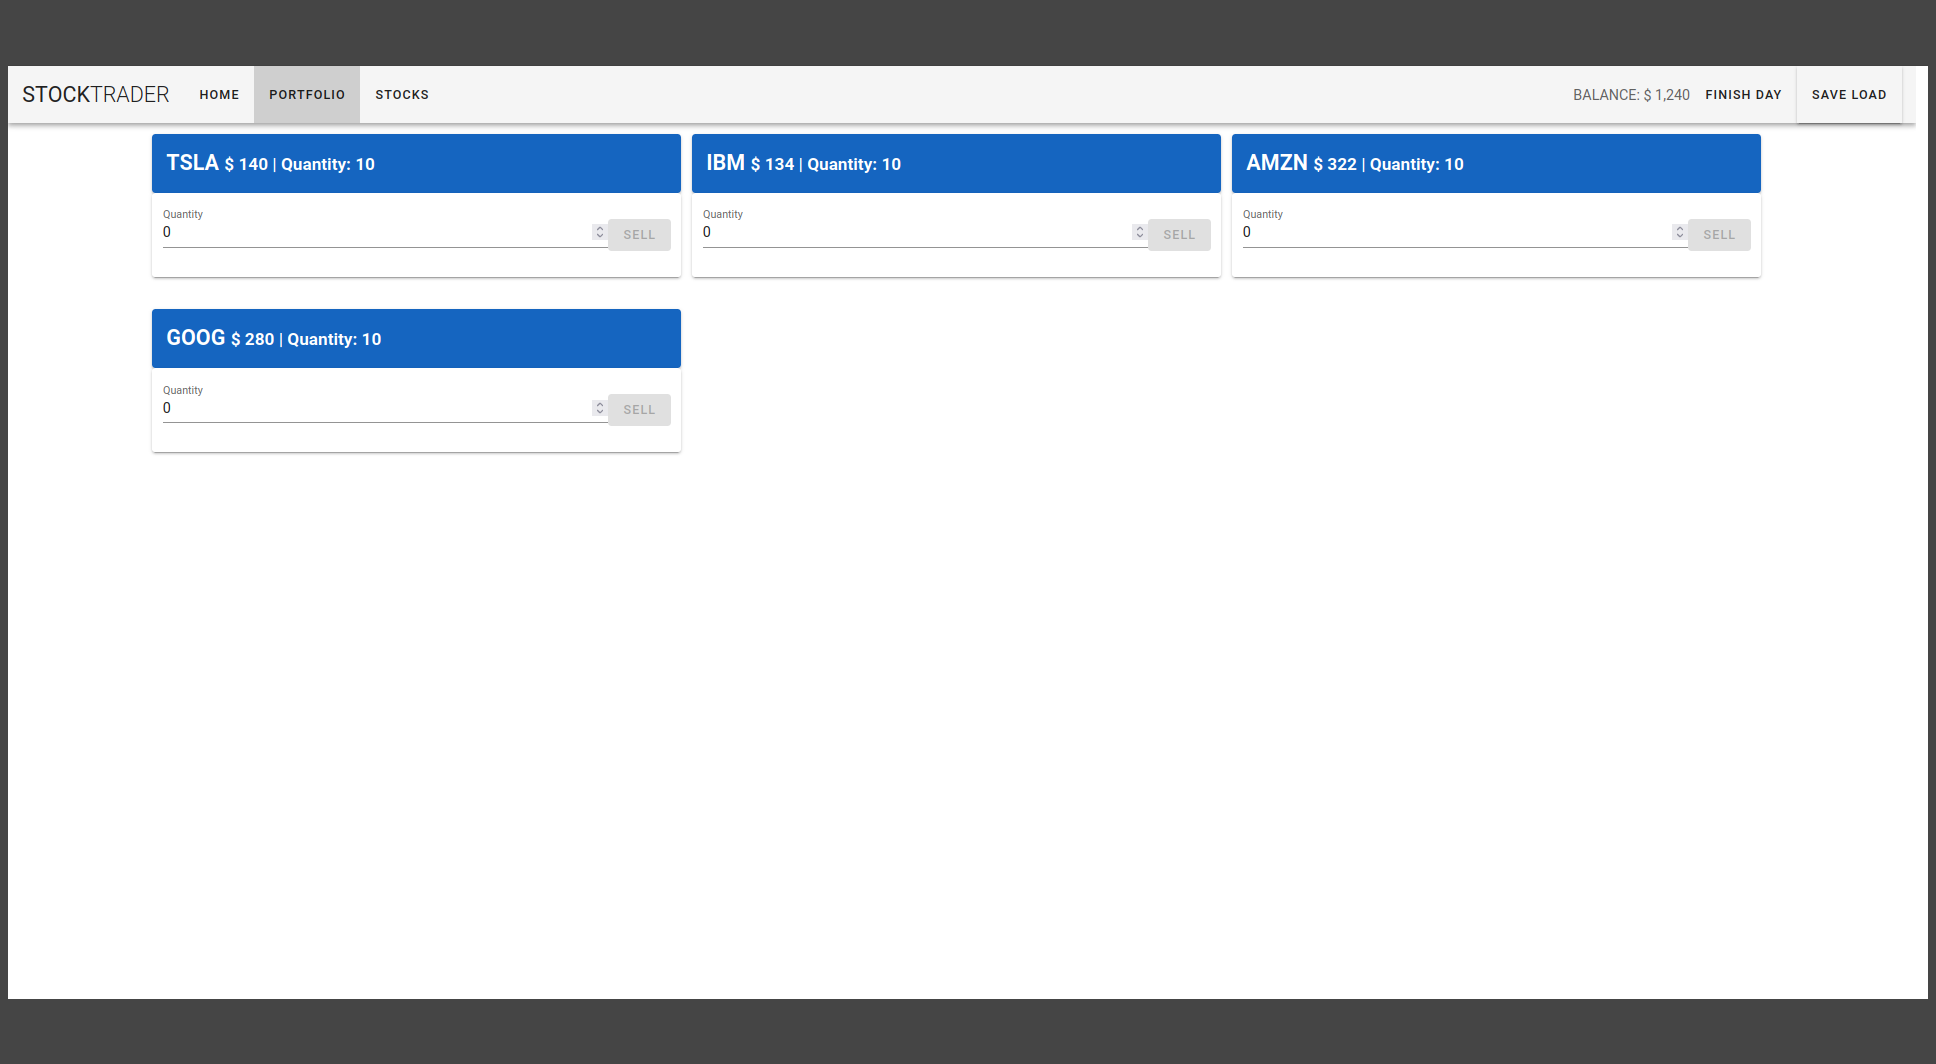 STOCKTRADER HOME PORTFOLIO STOCKS BALANCE: $ 1,240 FINISH DAY SAVE LOAD
TSLA $ 140 | Quantity: 10
Quantity
0
SELL
IBM $ 134 | Quantity: 10
Quantity
0
SELL
AMZN $ 322 | Quantity: 10
Quantity
0
SELL
GOOG $ 280 | Quantity: 10
Quantity
0
SELL